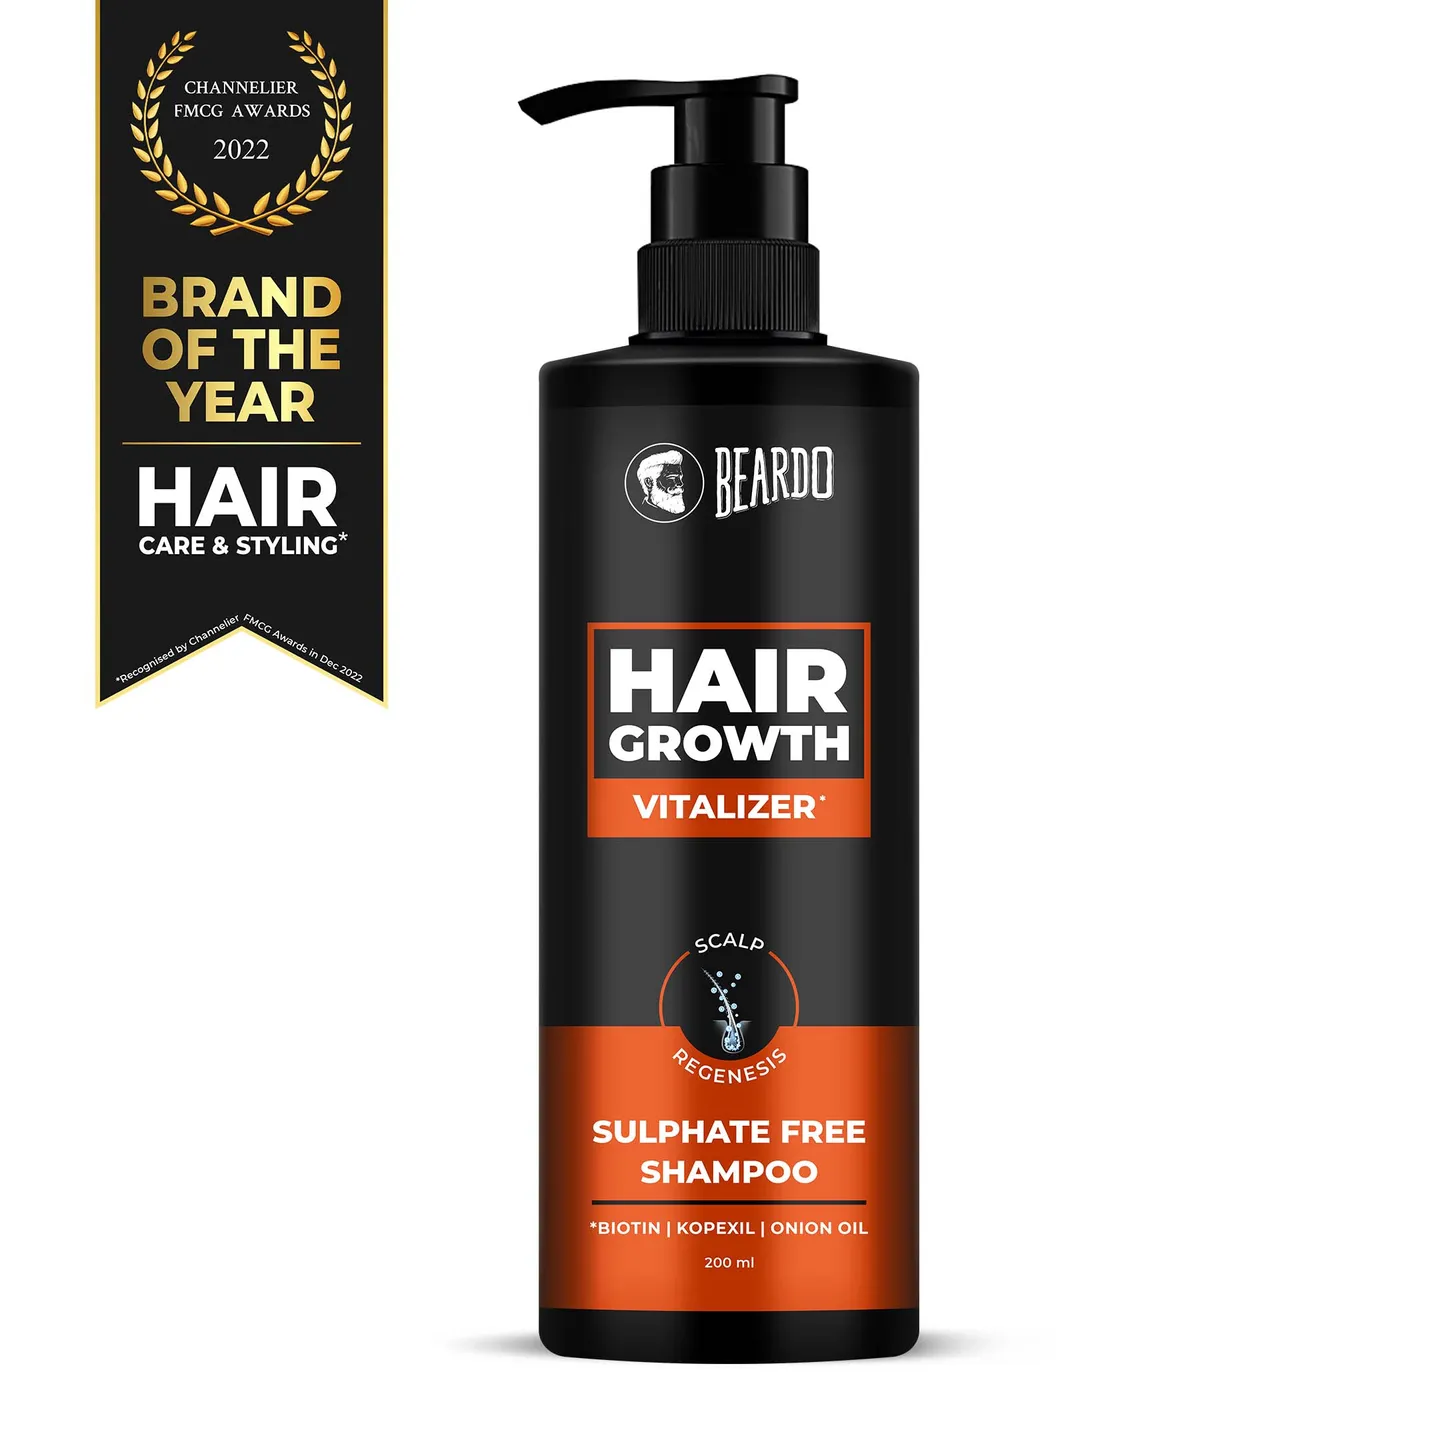 CHANNELIER
FMCG AWARDS
2022
BRAND
OF THE
YEAR
HAIR
CARE & STYLING*
*Recognised by Channelier FMCG Awards in Dec 2022
BEARDO
HAIR
GROWTH
VITALIZER*
SCALP
REGENESIS
SULPHATE FREE
SHAMPOO
*BIOTIN | KOPEXIL | ONION OIL
200 ml